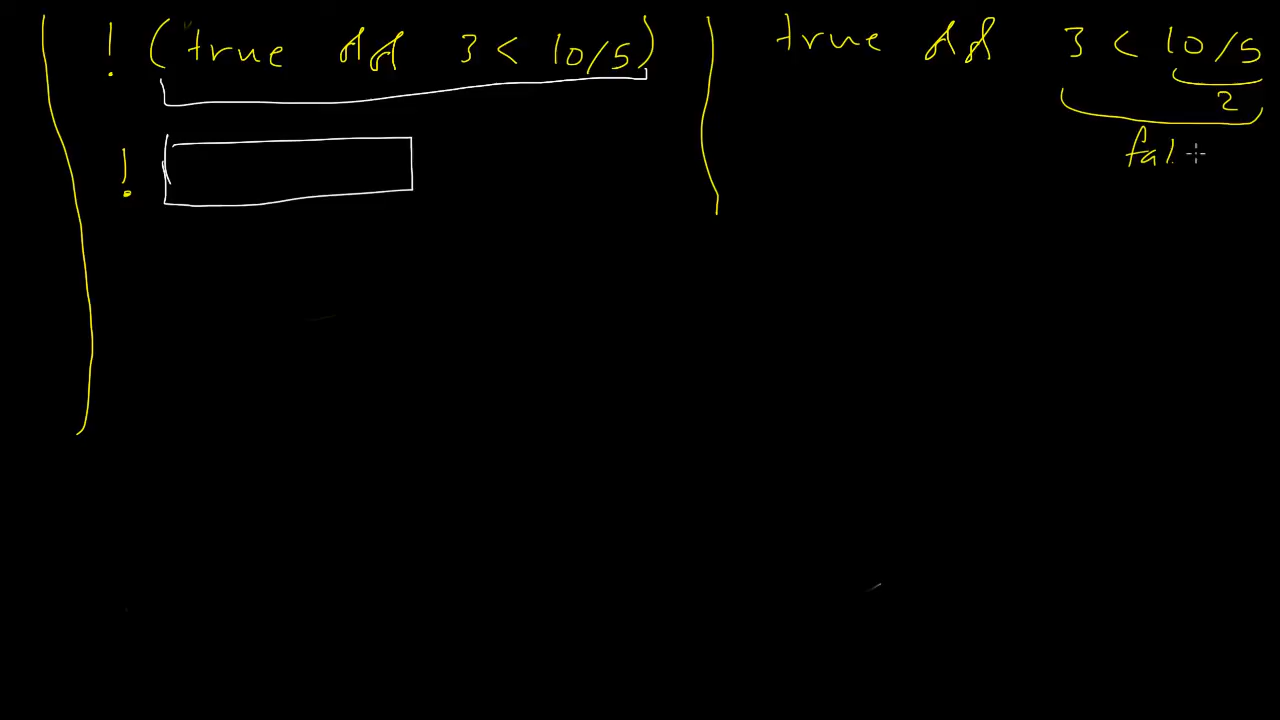 ! (true && 3 < 10/5)
!
true && 3 < 10/5
2
fal